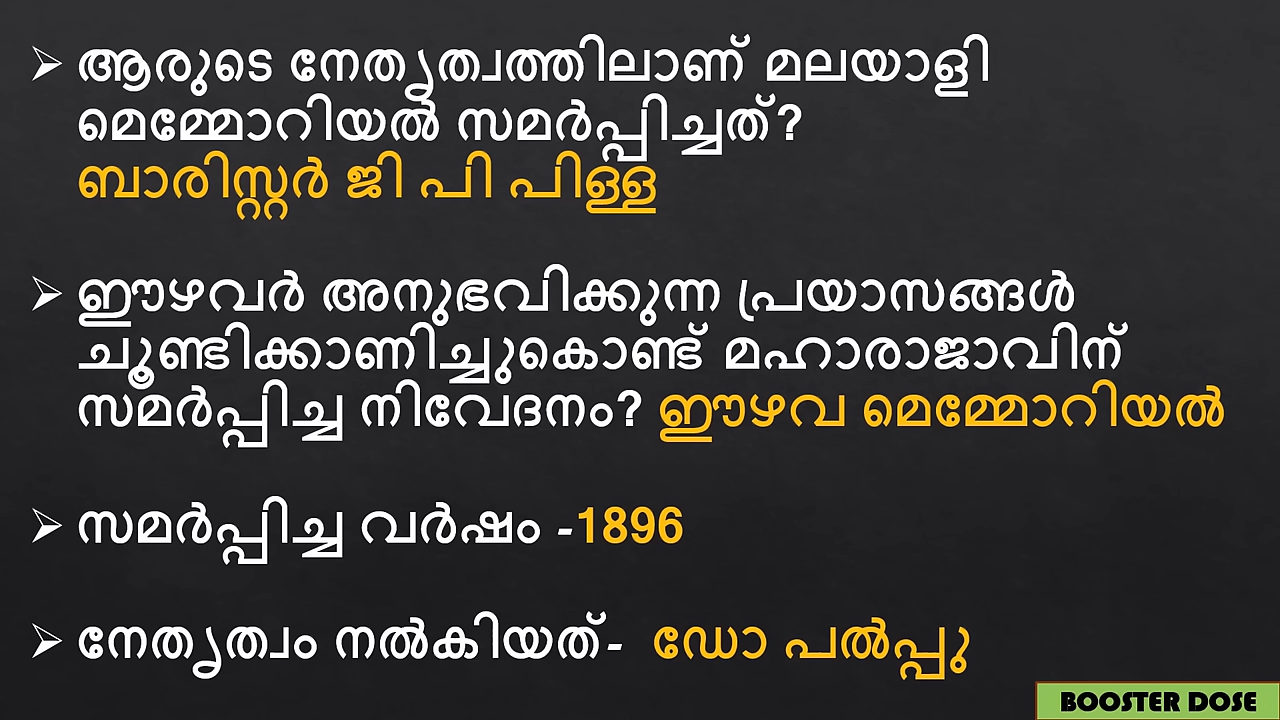 ➢ ആരുടെ നേതൃത്വത്തിലാണ് മലയാളി
മെമ്മോറിയൽ സമർപ്പിച്ചത്?
ബാരിസ്റ്റർ ജി പി പിള്ള
➢ ഈഴവർ അനുഭവിക്കുന്ന പ്രയാസങ്ങൾ
ചൂണ്ടിക്കാണിച്ചുകൊണ്ട് മഹാരാജാവിന്
സമർപ്പിച്ച നിവേദനം? ഈഴവ മെമ്മോറിയൽ
➢ സമർപ്പിച്ച വർഷം -1896
➢ നേതൃത്വം നൽകിയത്- ഡോ പൽപ്പു
BOOSTER DOSE